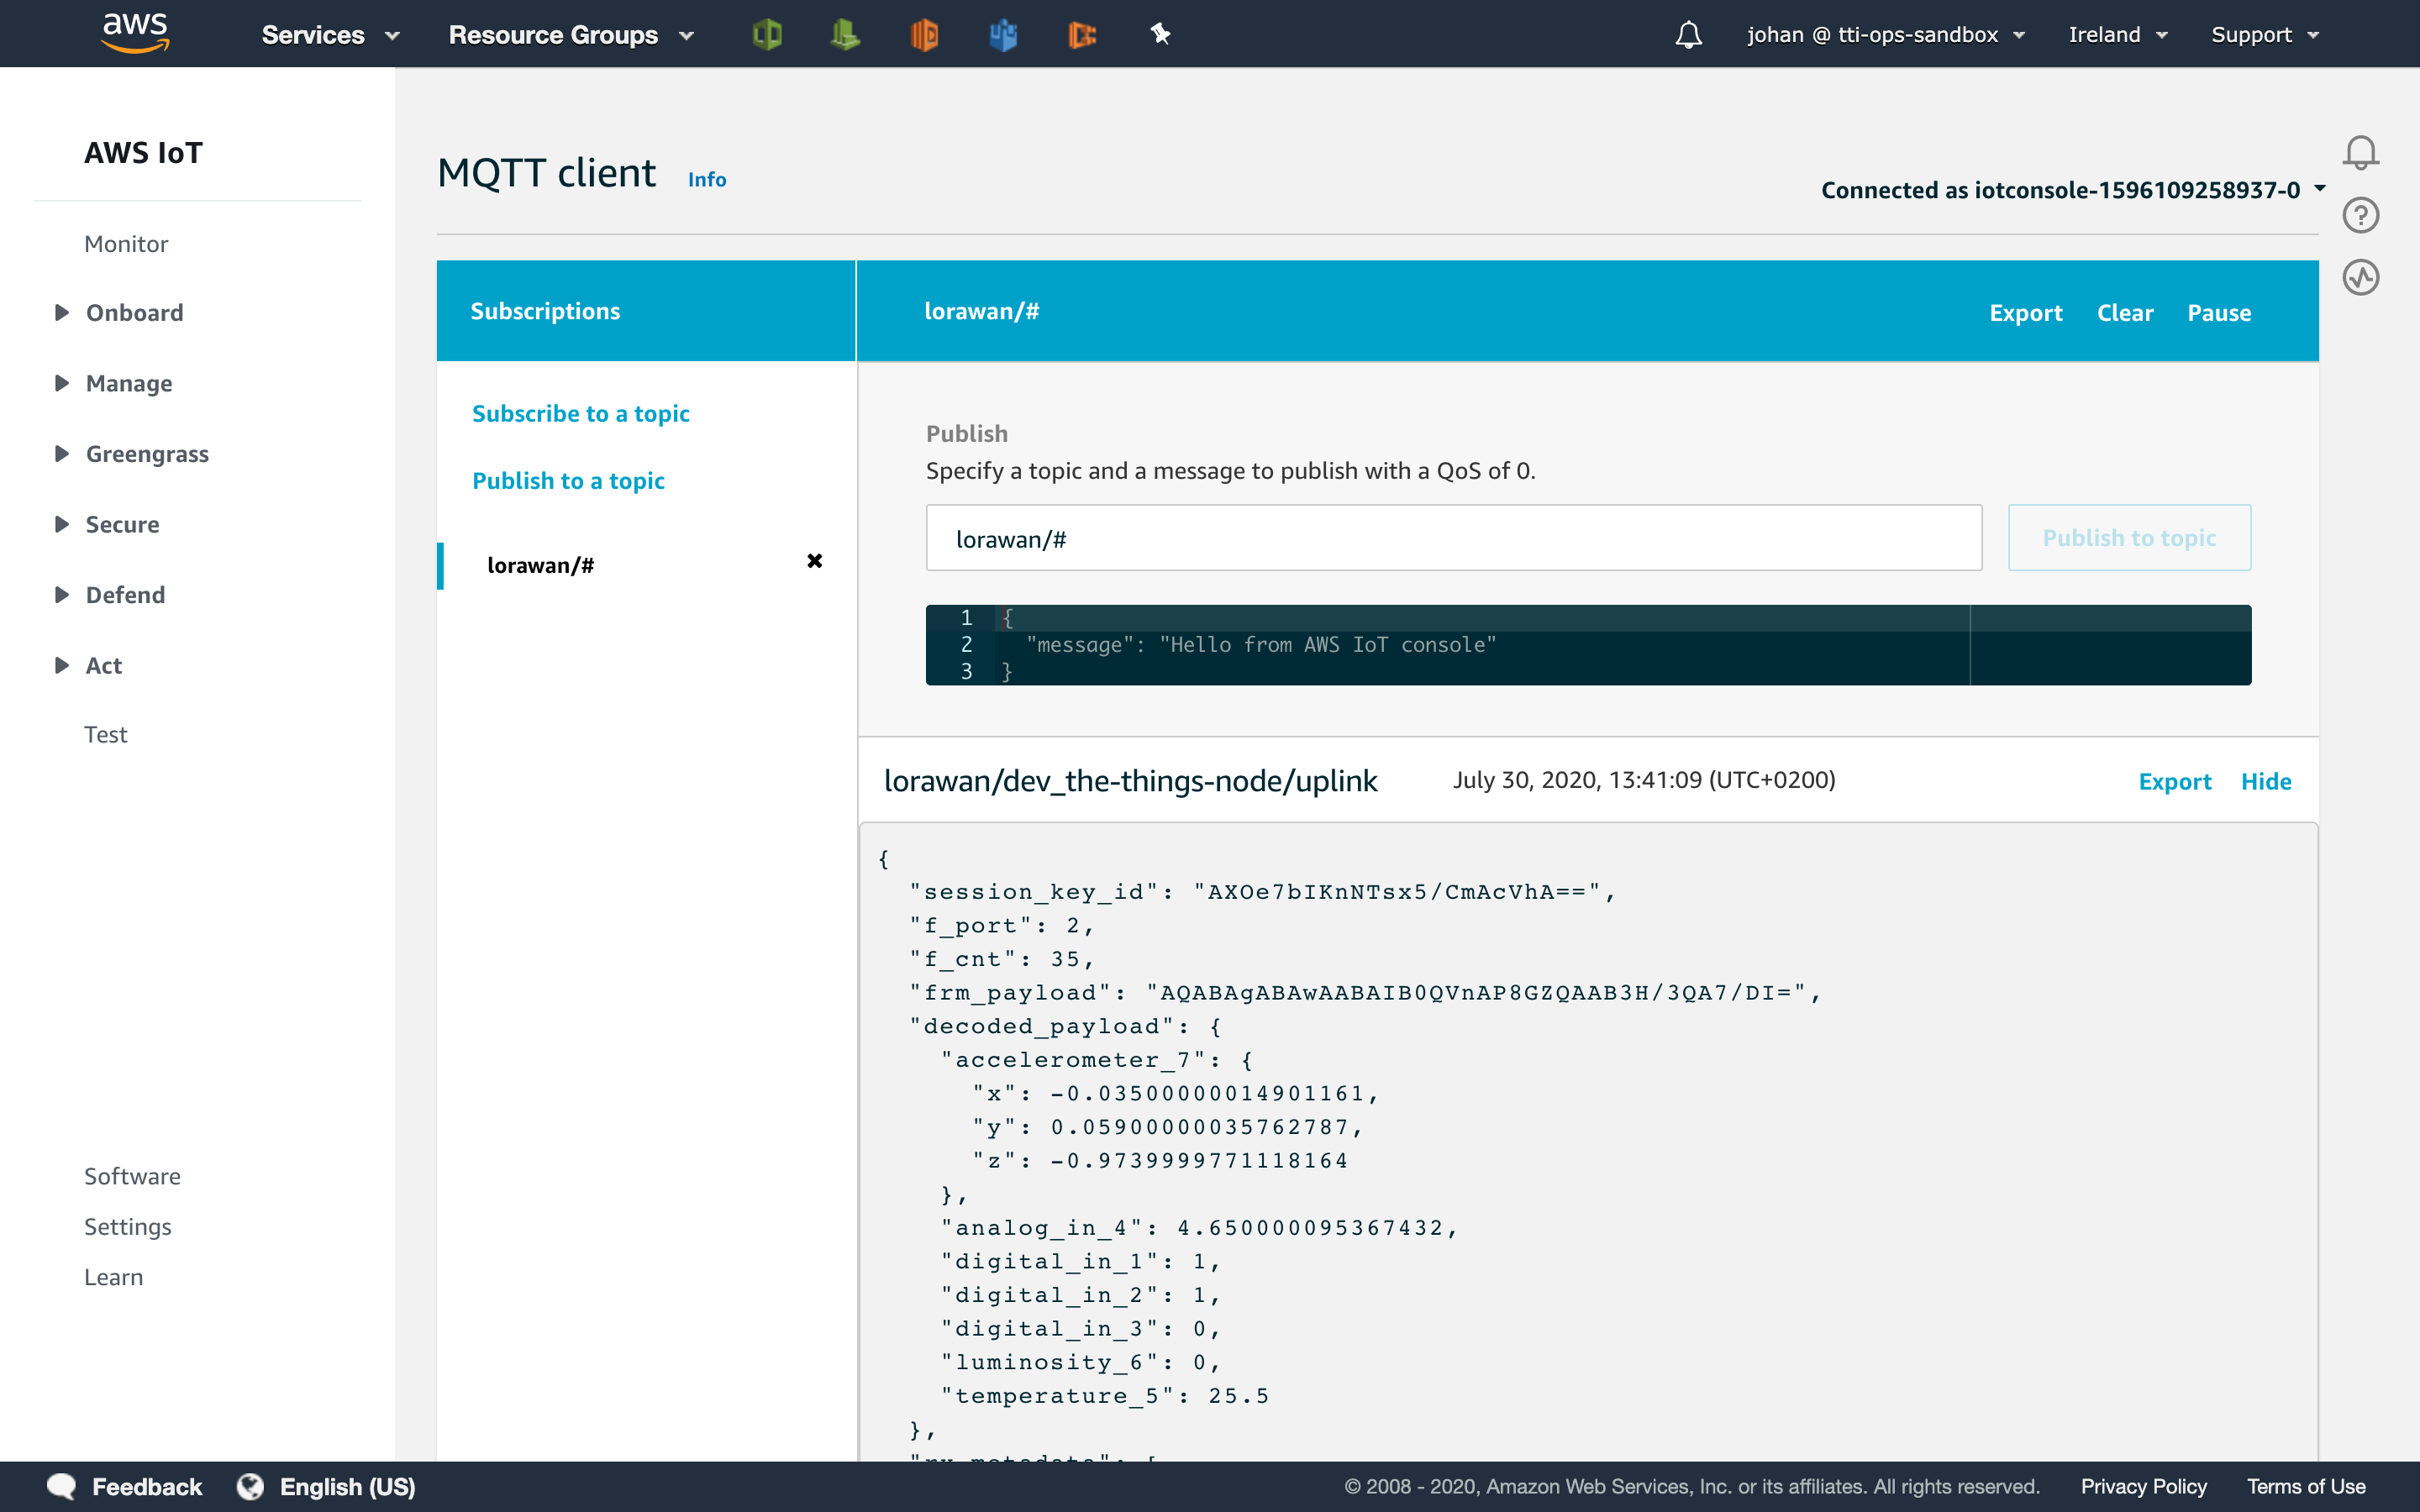 aws Services Resource Groups johan @ tti-ops-sandbox Ireland Support
AWS IoT
Monitor
Onboard
Manage
Greengrass
Secure
Defend
Act
Test
Software
Settings
Learn
MQTT client Info
Connected as iotconsole-1596109258937-0
Subscriptions
Subscribe to a topic
Publish to a topic
lorawan/#
lorawan/# Export Clear Pause
Publish
Specify a topic and a message to publish with a QoS of 0.
lorawan/# Publish to topic
1 {
2 "message": "Hello from AWS IoT console"
3 }
lorawan/dev_the-things-node/uplink July 30, 2020, 13:41:09 (UTC+0200) Export Hide
{
"session_key_id": "AXOe7bIKnNTsx5/CmAcVhA==",
"f_port": 2,
"f_cnt": 35,
"frm_payload": "AQABAgABAwAABAIB0QVnAP8GZQAAB3H/3QA7/DI=",
"decoded_payload": {
"accelerometer_7": {
"x": -0.03500000014901161,
"y": 0.05900000035762787,
"z": -0.9739999771118164
},
"analog_in_4": 4.650000095367432,
"digital_in_1": 1,
"digital_in_2": 1,
"digital_in_3": 0,
"luminosity_6": 0,
"temperature_5": 25.5
},
"rx_metadata": [
Feedback English (US) © 2008 - 2020, Amazon Web Services, Inc. or its affiliates. All rights reserved. Privacy Policy Terms of Use